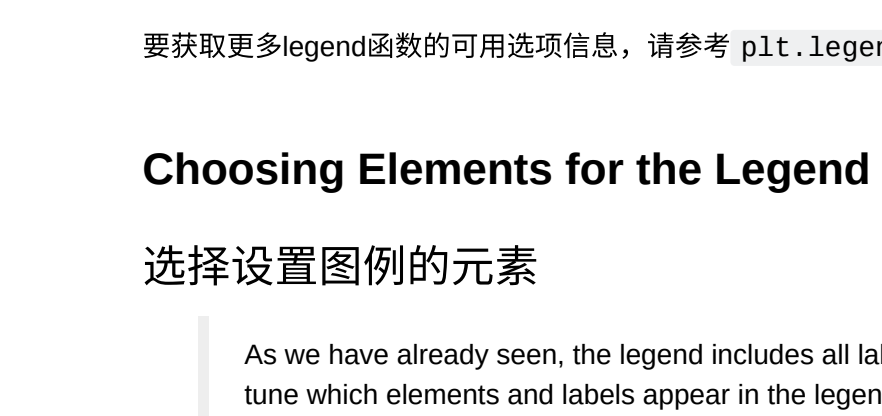 要获取更多legend函数的可用选项信息，请参考 plt.legen
Choosing Elements for the Legend
选择设置图例的元素
As we have already seen, the legend includes all
tune which elements and labels appear in the legen